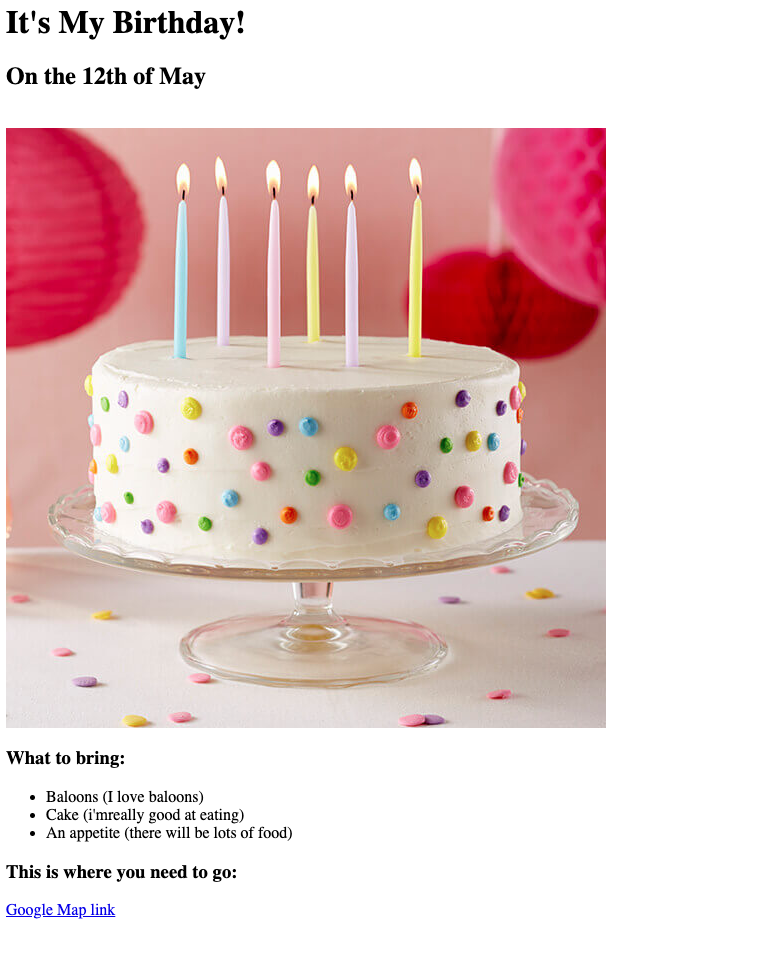 It's My Birthday!
On the 12th of May
What to bring:
Baloons (I love baloons)
Cake (i'mreally good at eating)
An appetite (there will be lots of food)
This is where you need to go:
Google Map link